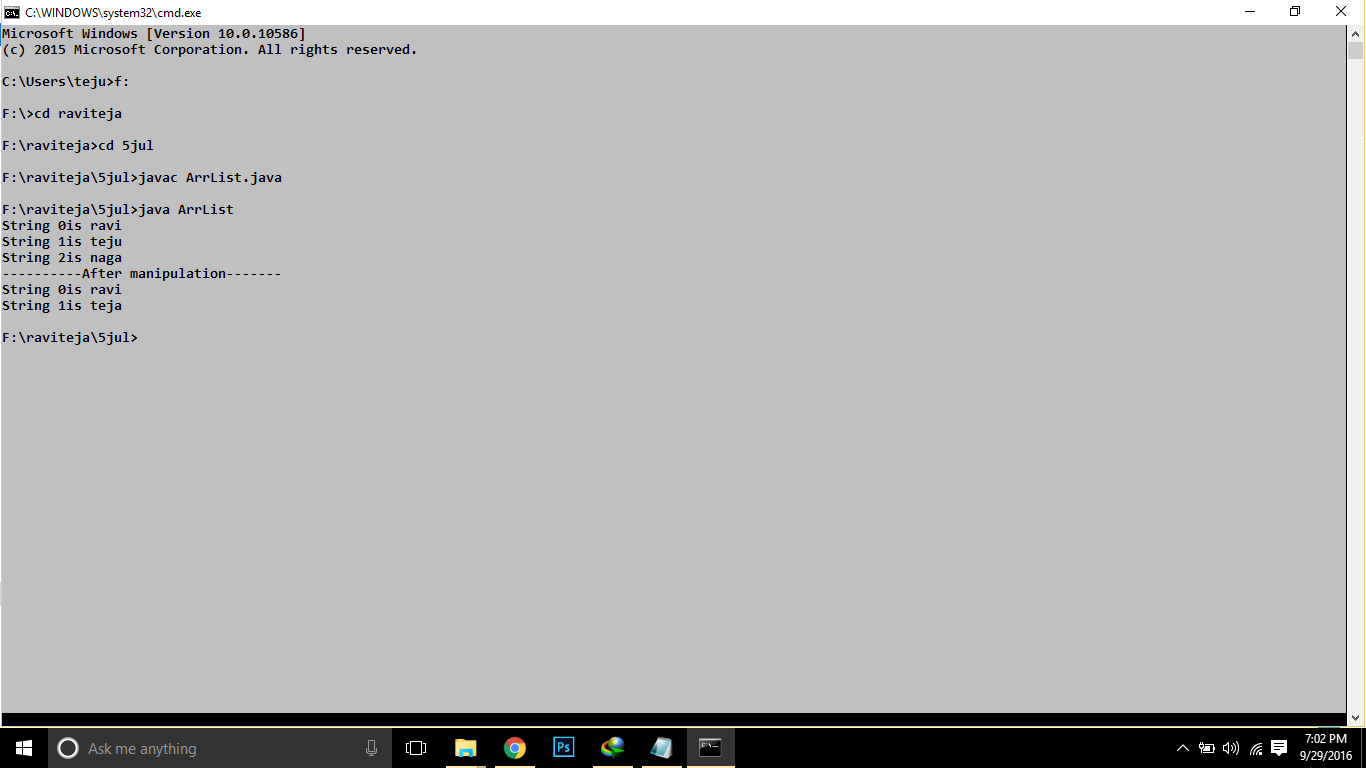 C:\WINDOWS\system32\cmd.exe
Microsoft Windows [Version 10.0.10586]
(c) 2015 Microsoft Corporation. All rights reserved.
C:\Users\teju>f:
F:\>cd raviteja
F:\raviteja>cd 5jul
F:\raviteja\5jul>javac ArrList.java
F:\raviteja\5jul>java ArrList
String 0is ravi
String 1is teju
String 2is naga
----------After manipulation-------
String 0is ravi
String 1is teja
F:\raviteja\5jul>
Ask me anything
Ps
7:02 PM
9/29/2016